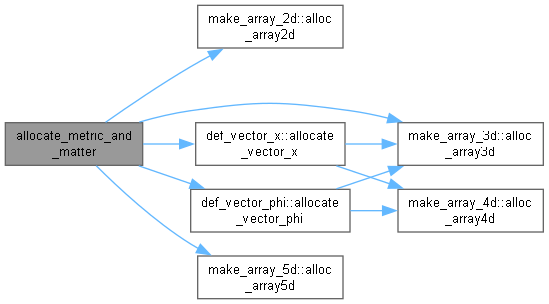 make_array_2d::alloc
_array2d
allocate_metric_and
_matter
def_vector_x::allocate
_vector_x
make_array_3d::alloc
_array3d
def_vector_phi::allocate
_vector_phi
make_array_4d::alloc
_array4d
make_array_5d::alloc
_array5d